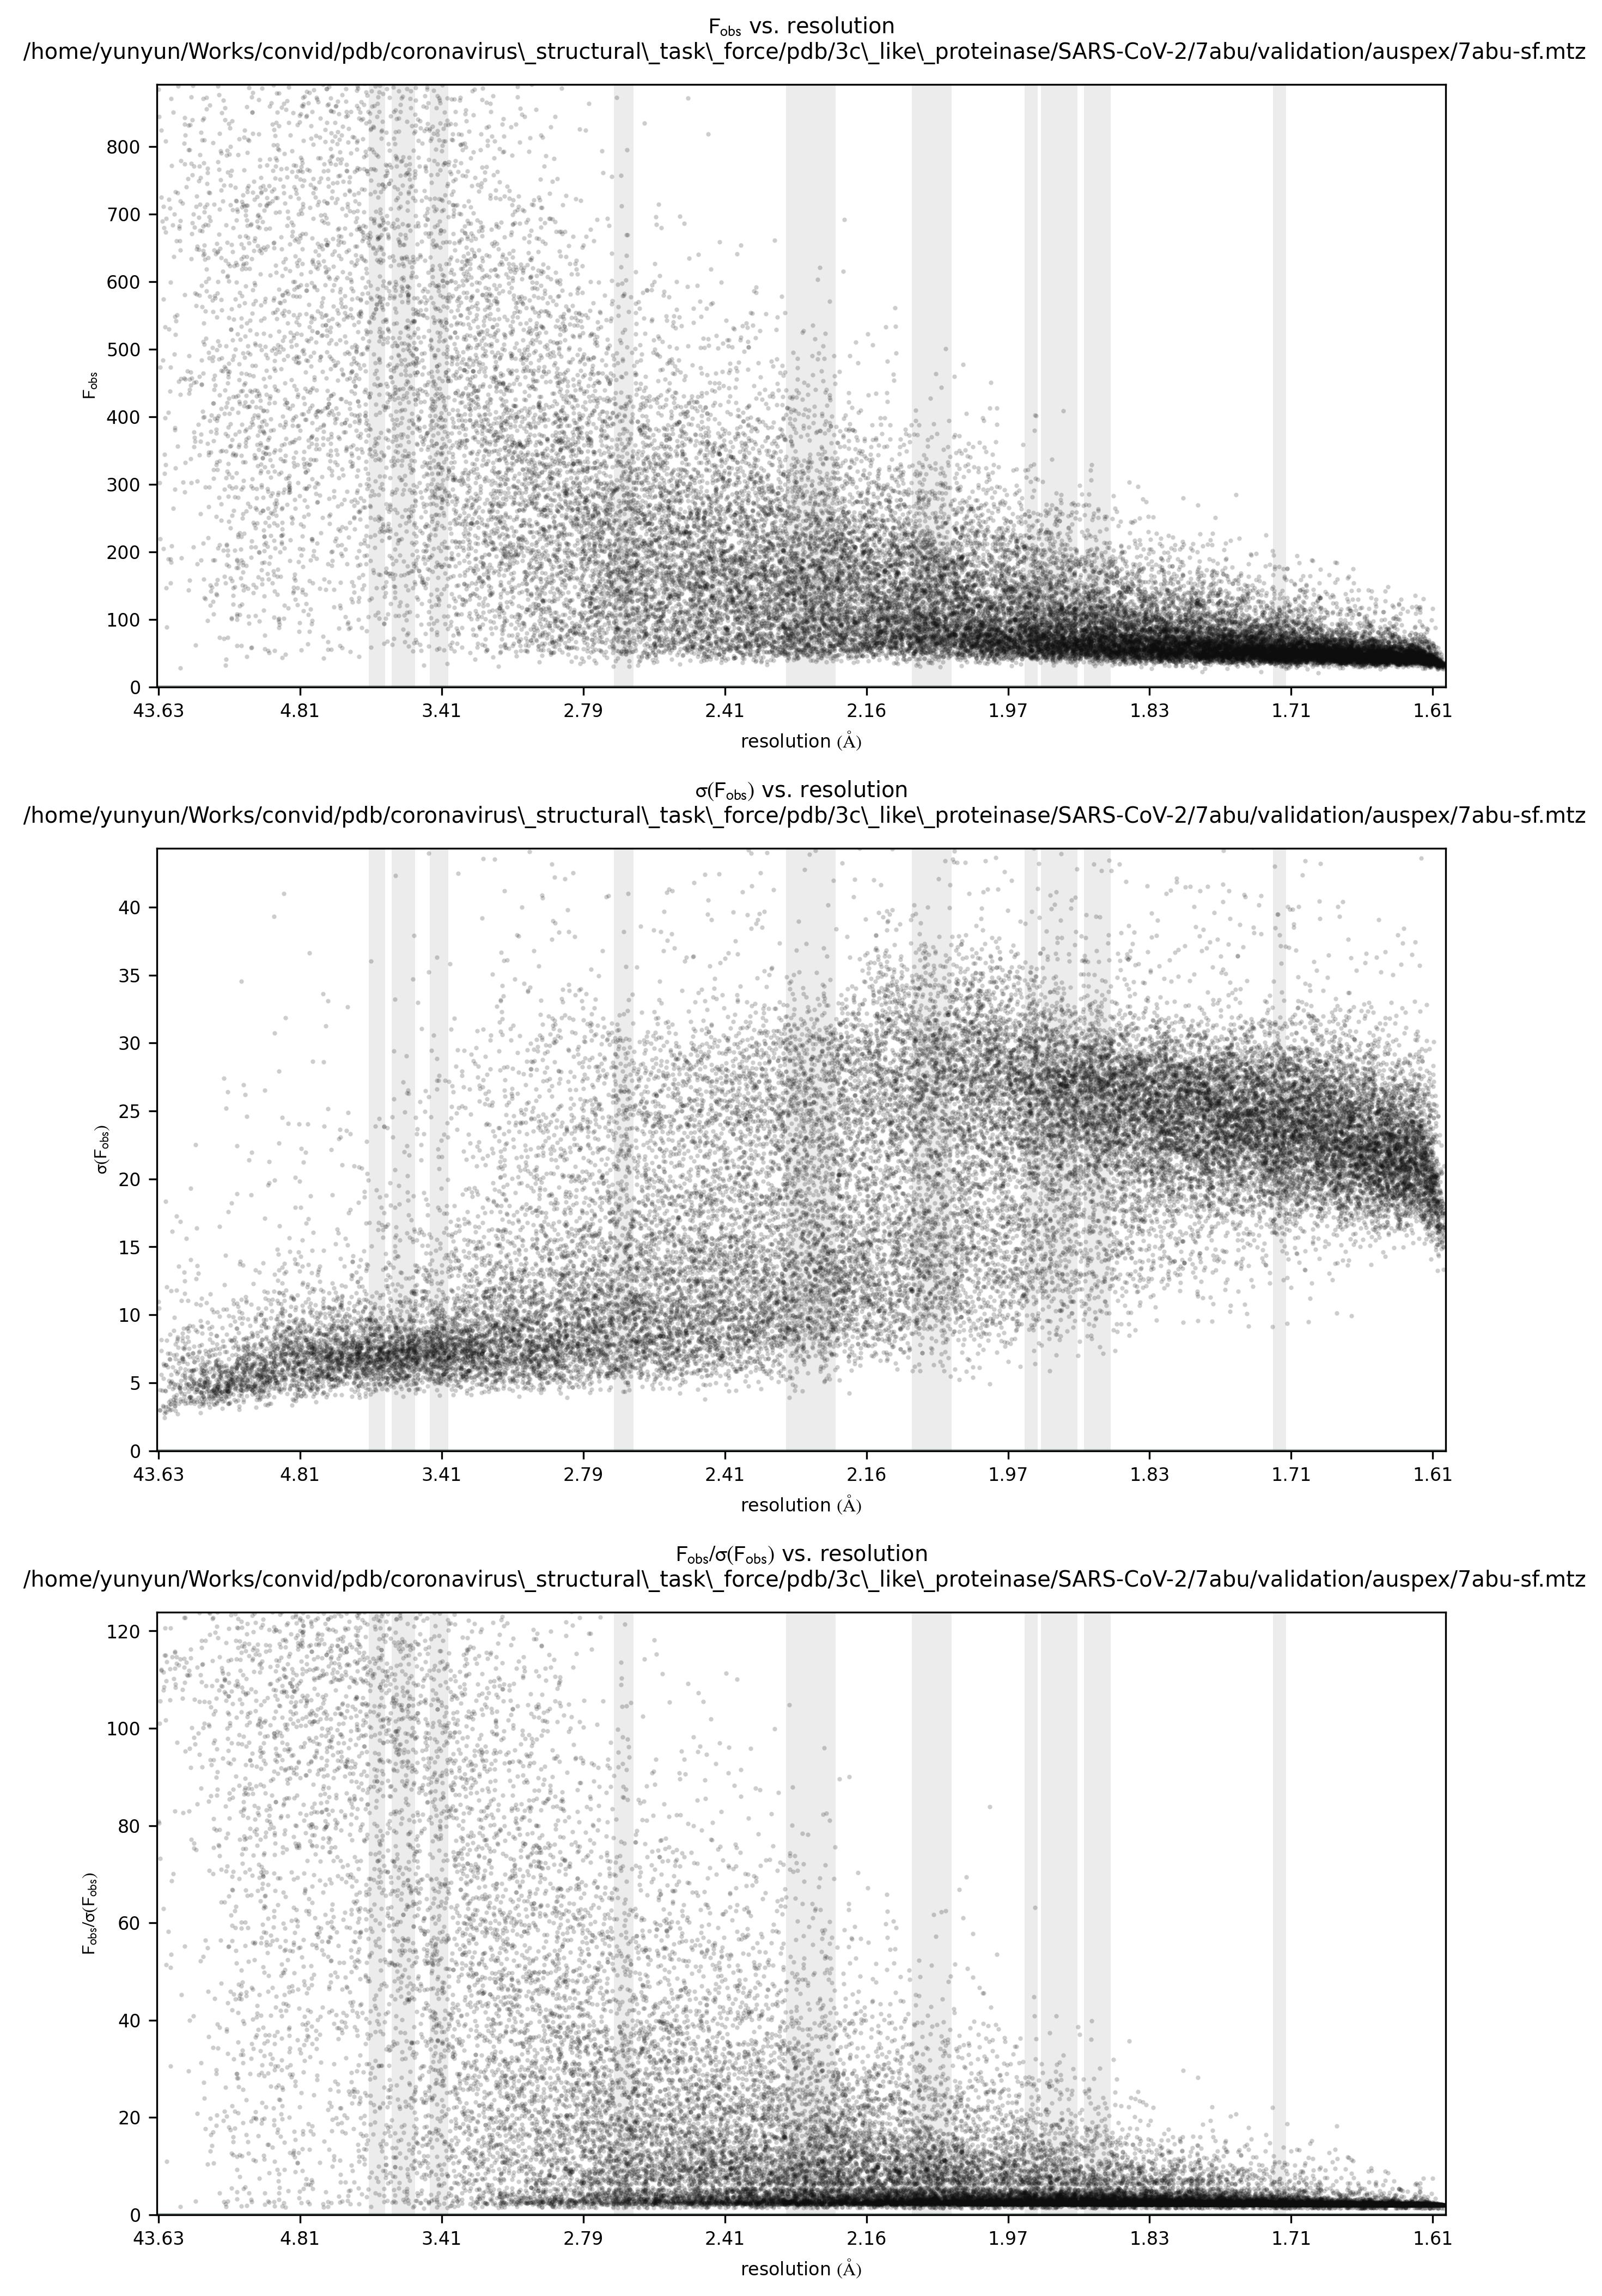 Fobs vs. resolution
/home/yunyun/Works/convid/pdb/coronavirus\_structural\_task\_force/pdb/3c\_like\_proteinase/SARS-CoV-2/7abu/validation/auspex/7abu-sf.mtz
800
700
600
500
400
300
200
100
0
Fobs
43.63 4.81 3.41 2.79 2.41 2.16 1.97 1.83 1.71 1.61
resolution (Å)
σ(Fobs) vs. resolution
/home/yunyun/Works/convid/pdb/coronavirus\_structural\_task\_force/pdb/3c\_like\_proteinase/SARS-CoV-2/7abu/validation/auspex/7abu-sf.mtz
40
35
30
25
20
15
10
5
0
σ(Fobs)
43.63 4.81 3.41 2.79 2.41 2.16 1.97 1.83 1.71 1.61
resolution (Å)
Fobs/σ(Fobs) vs. resolution
/home/yunyun/Works/convid/pdb/coronavirus\_structural\_task\_force/pdb/3c\_like\_proteinase/SARS-CoV-2/7abu/validation/auspex/7abu-sf.mtz
120
100
80
60
40
20
0
Fobs/σ(Fobs)
43.63 4.81 3.41 2.79 2.41 2.16 1.97 1.83 1.71 1.61
resolution (Å)